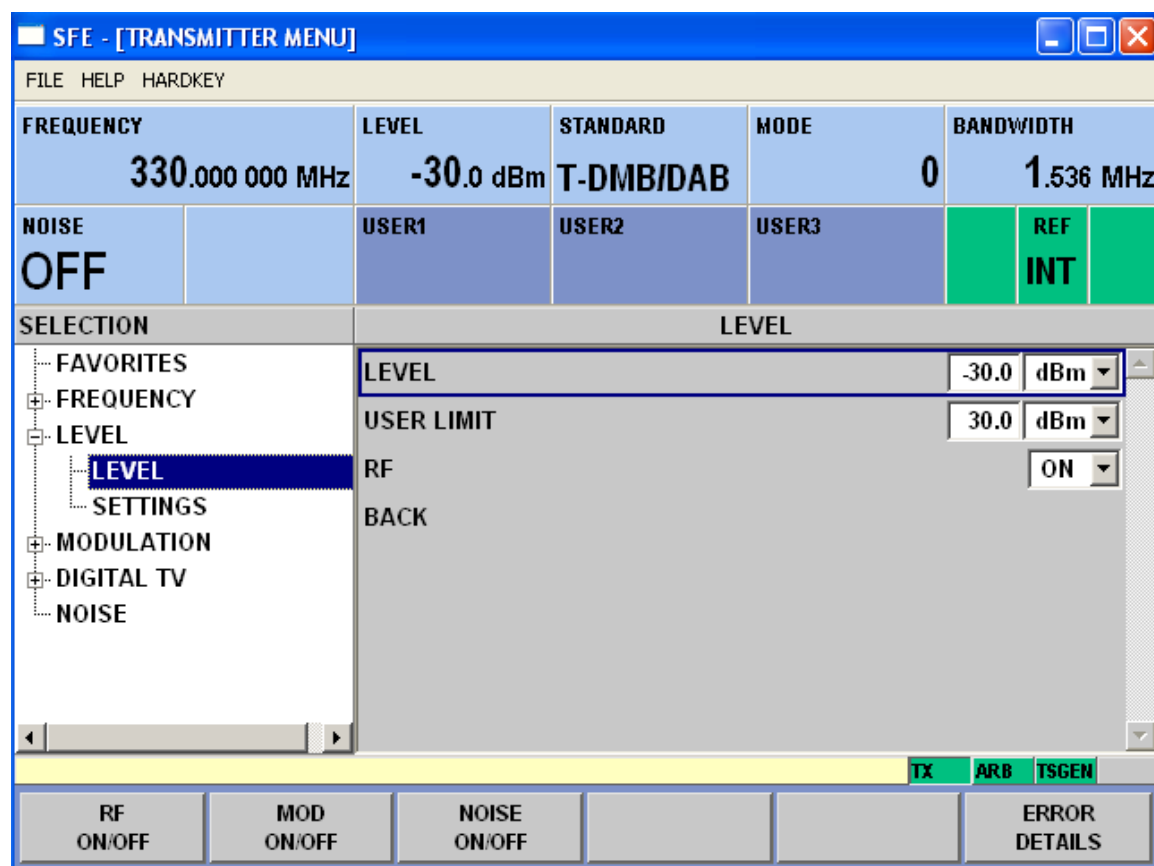 SFE - [TRANSMITTER MENU]
FILE HELP HARDKEY
FREQUENCY LEVEL STANDARD MODE BANDWIDTH
330.000 000 MHz -30.0 dBm T-DMB/DAB 0 1.536 MHz
NOISE USER1 USER2 USER3 REF
OFF INT
SELECTION LEVEL
FAVORITES
FREQUENCY
LEVEL
LEVEL
SETTINGS
MODULATION
DIGITAL TV
NOISE
LEVEL -30.0 dBm
USER LIMIT 30.0 dBm
RF ON
BACK
TX ARB TSGEN
RF ON/OFF
MOD ON/OFF
NOISE ON/OFF
ERROR DETAILS